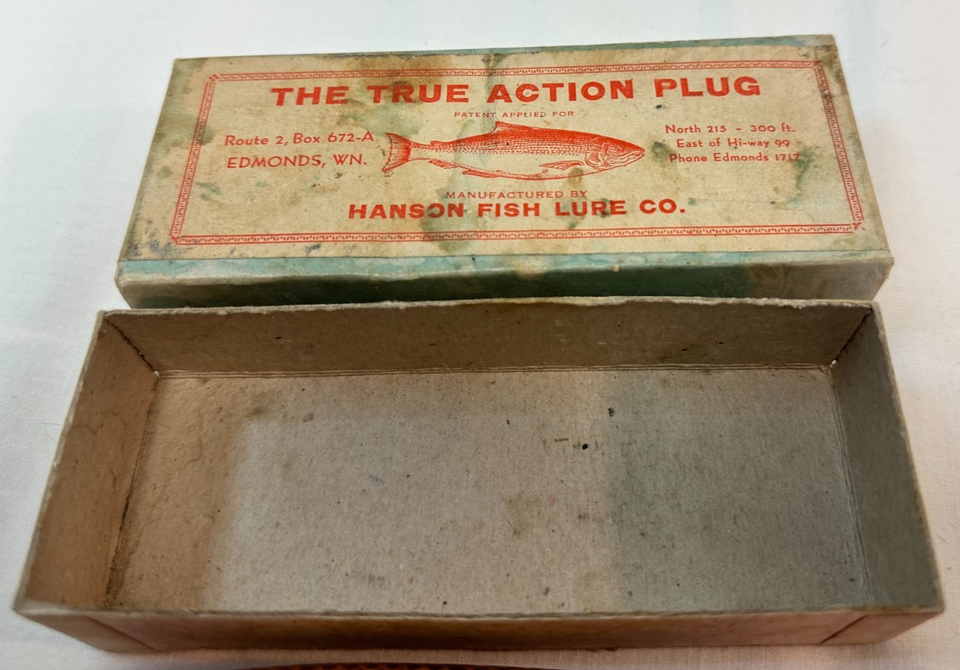 THE TRUE ACTION PLUG
PATENT APPLIED FOR
Route 2, Box 672-A
EDMONDS, WN.
North 215 - 300 ft.
East of Hi-way 99
Phone Edmonds 1717
MANUFACTURED BY
HANSON FISH LURE CO.